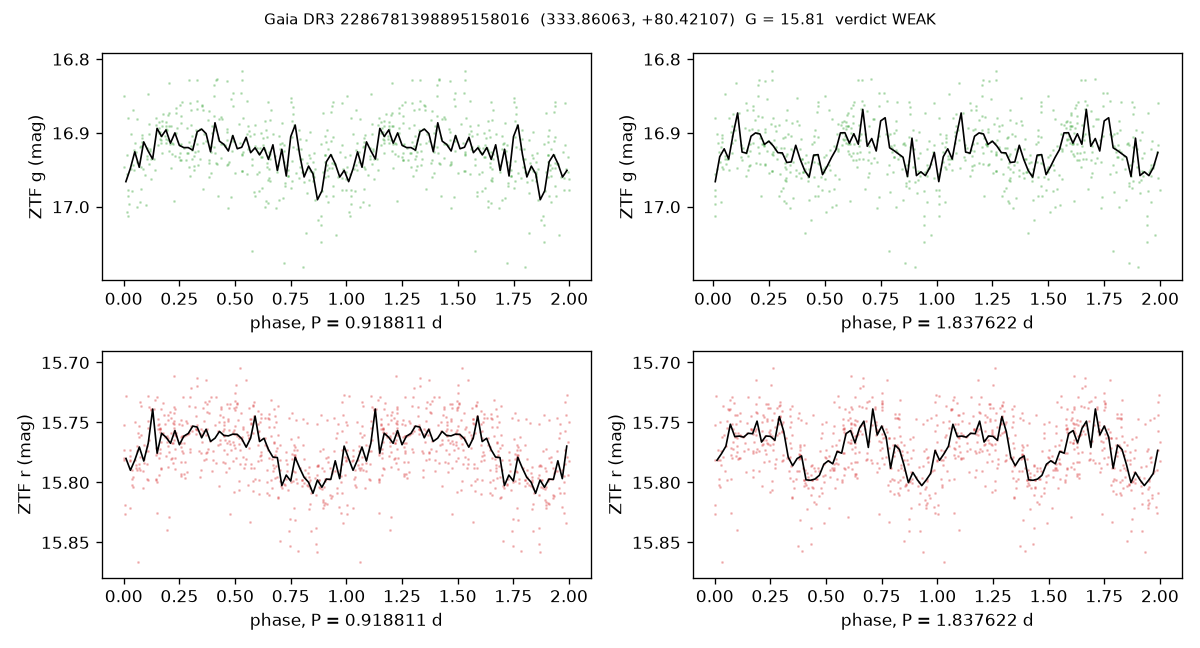 Gaia DR3 2286781398895158016 (333.86063, +80.42107) G = 15.81 verdict WEAK
16.8
16.9
17.0
ZTF g (mag)
0.00 0.25 0.50 0.75 1.00 1.25 1.50 1.75 2.00
phase, P = 0.918811 d
16.8
16.9
17.0
ZTF g (mag)
0.00 0.25 0.50 0.75 1.00 1.25 1.50 1.75 2.00
phase, P = 1.837622 d
15.70
15.75
15.80
15.85
ZTF r (mag)
0.00 0.25 0.50 0.75 1.00 1.25 1.50 1.75 2.00
phase, P = 0.918811 d
15.70
15.75
15.80
15.85
ZTF r (mag)
0.00 0.25 0.50 0.75 1.00 1.25 1.50 1.75 2.00
phase, P = 1.837622 d